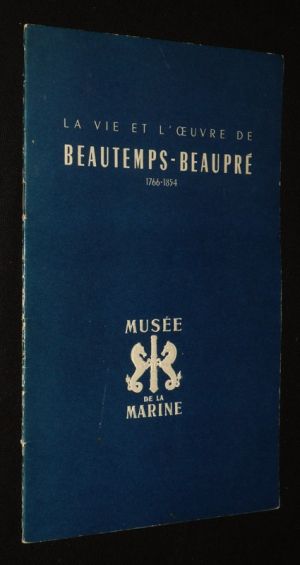 LA VIE ET L'ŒUVRE DE
BEAUTEMPS-BEAUPRÉ
1766-1854
MUSÉE
DE LA
MARINE